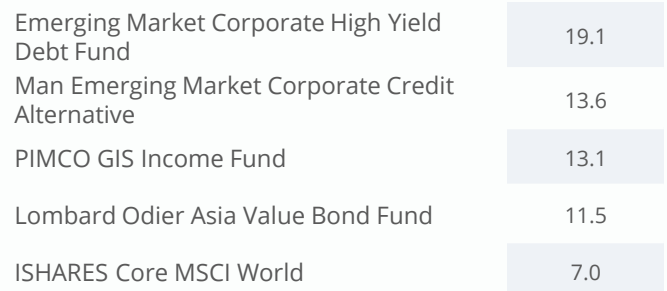 Emerging Market Corporate High Yield
Debt Fund
19.1
Man Emerging Market Corporate Credit
Alternative
13.6
PIMCO GIS Income Fund
13.1
Lombard Odier Asia Value Bond Fund
11.5
ISHARES Core MSCI World
7.0